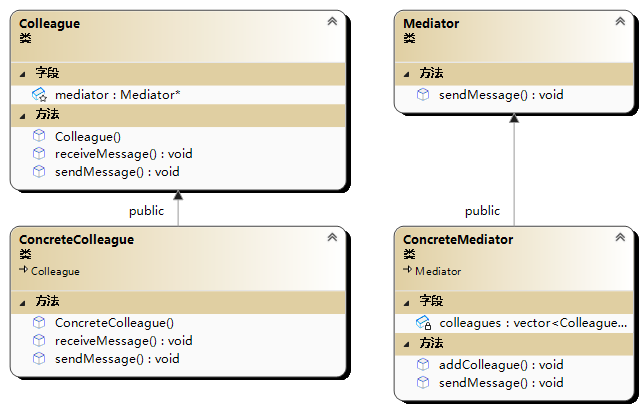 Colleague
类
字段
mediator : Mediator*
方法
Colleague()
receiveMessage() : void
sendMessage() : void
Mediator
类
方法
sendMessage() : void
public
public
ConcreteColleague
类
Colleague
方法
ConcreteColleague()
receiveMessage() : void
sendMessage() : void
ConcreteMediator
类
Mediator
字段
colleagues : vector<Colleague...
方法
addColleague() : void
sendMessage() : void